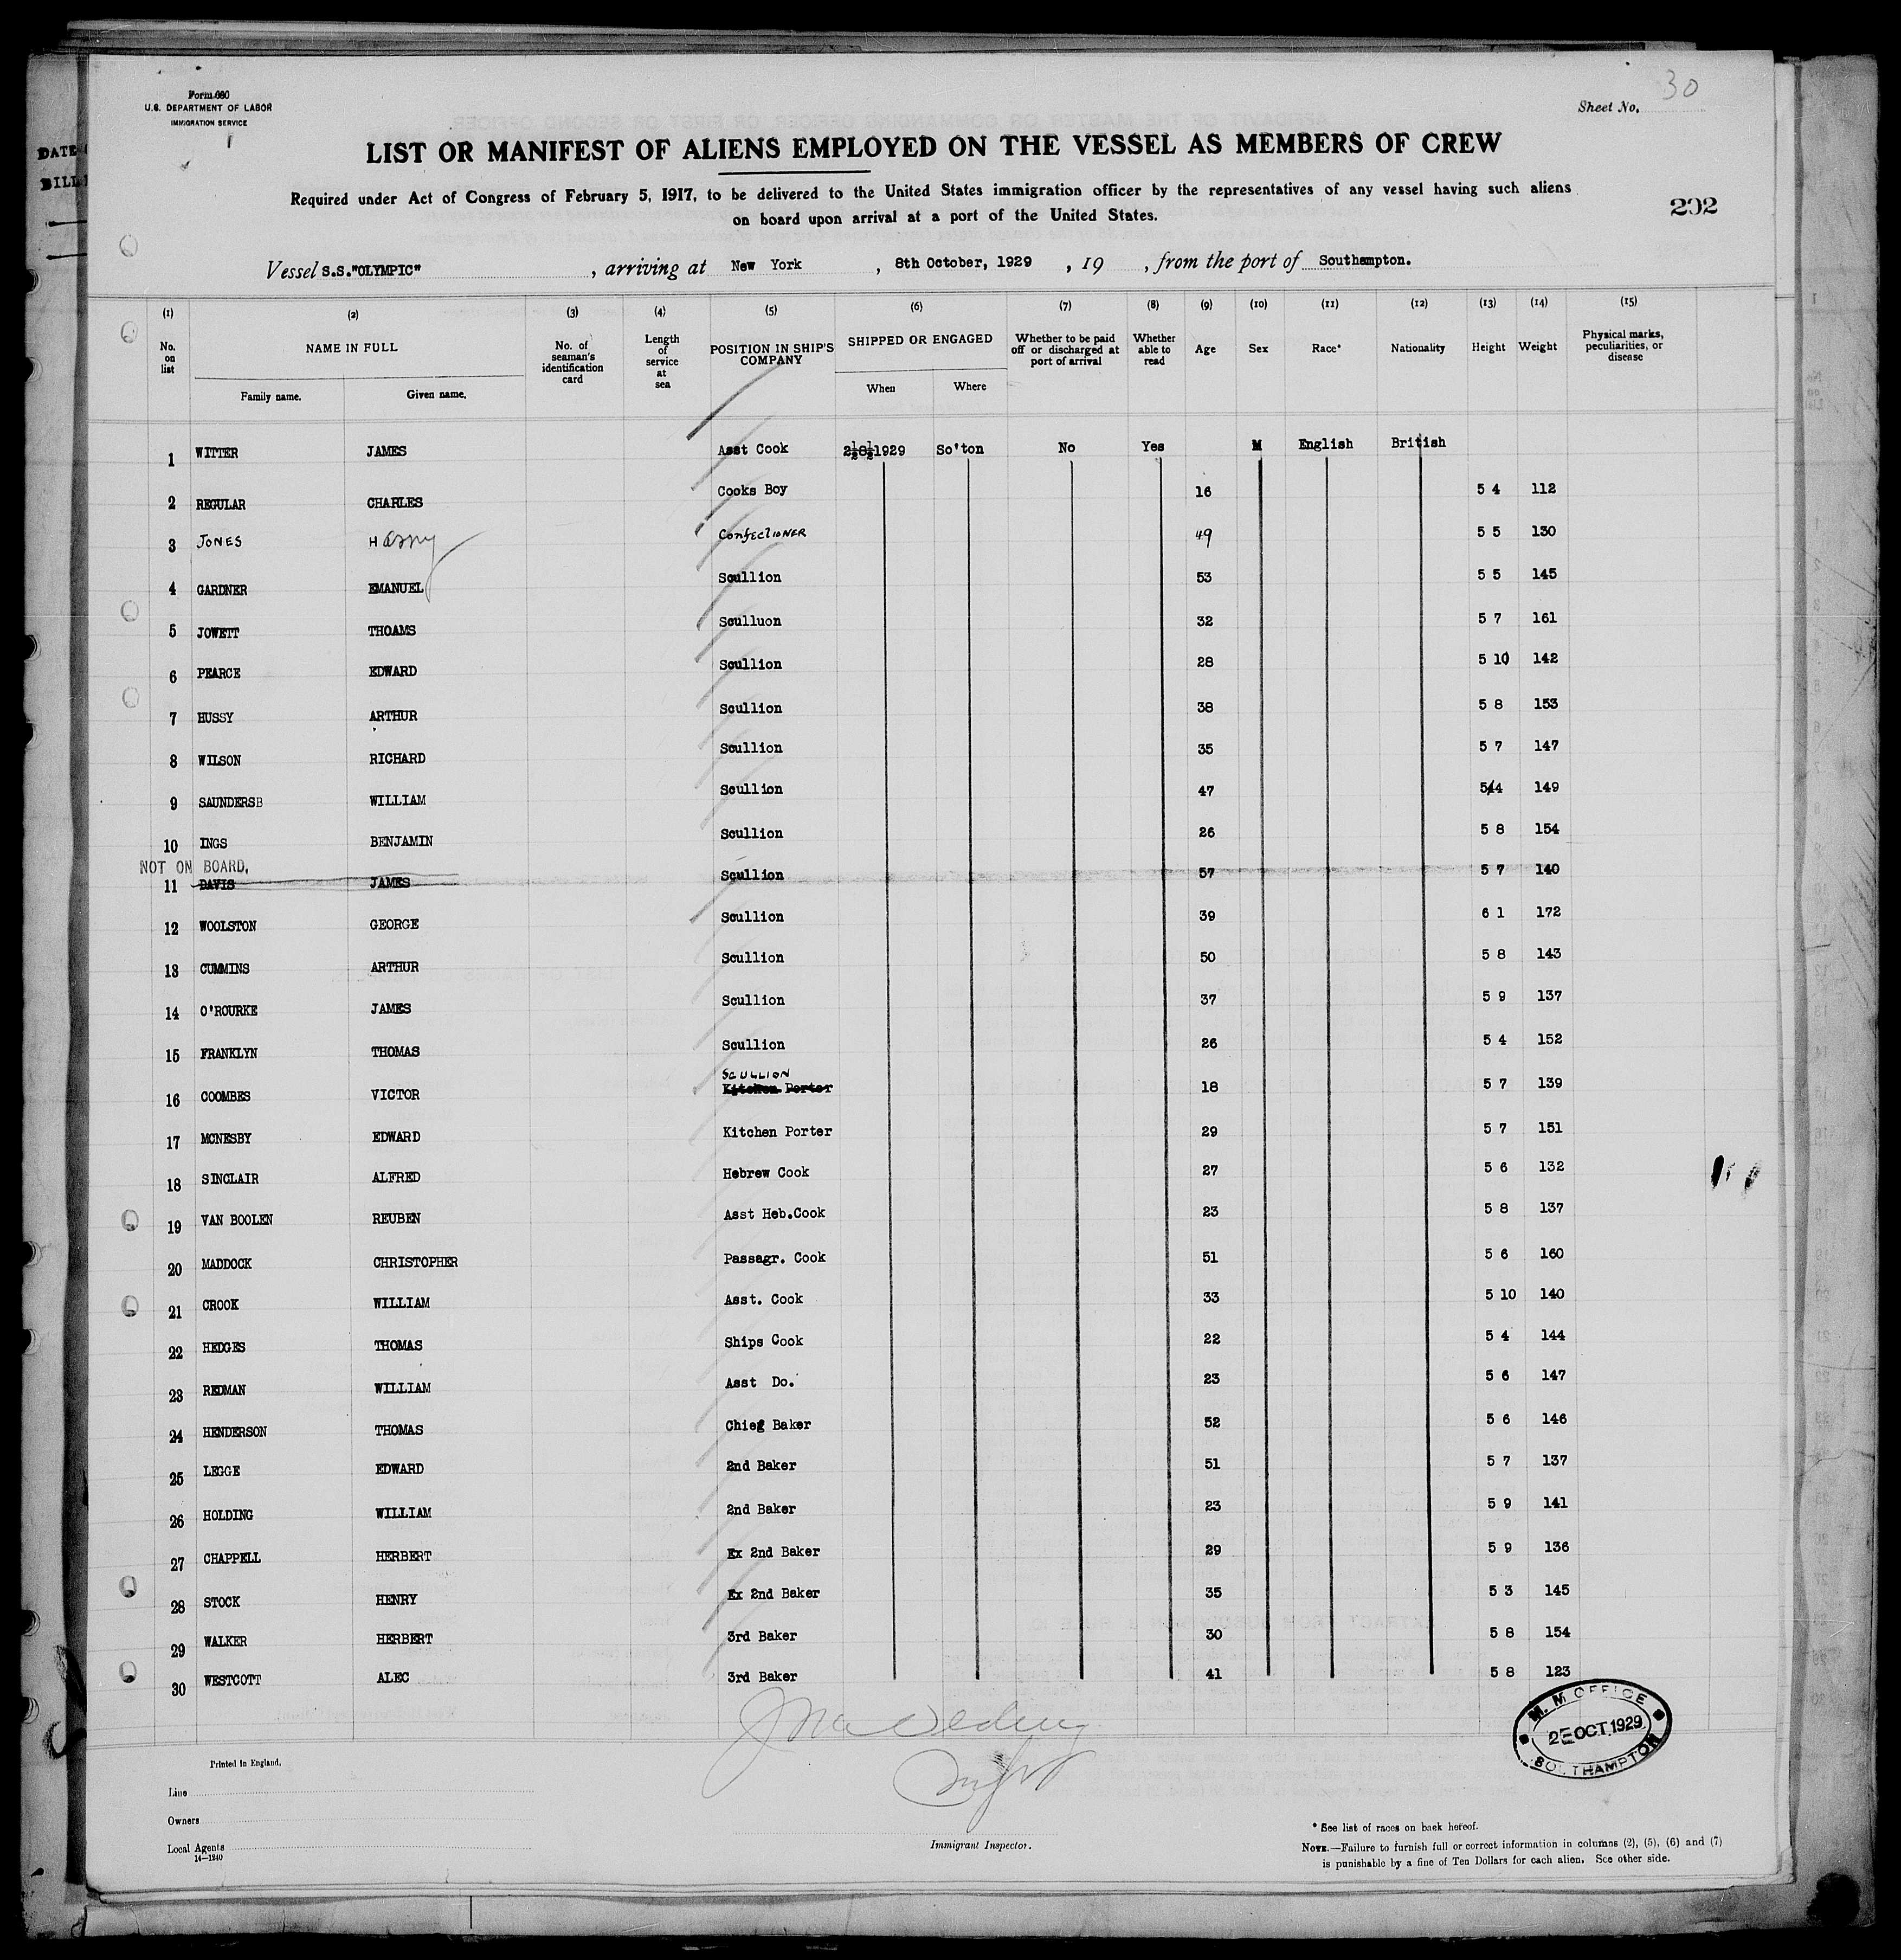 30
Form 680
U.S. DEPARTMENT OF LABOR
IMMIGRATION SERVICE
Sheet No.
DATE
BILL
LIST OR MANIFEST OF ALIENS EMPLOYED ON THE VESSEL AS MEMBERS OF CREW
Required under Act of Congress of February 5, 1917, to be delivered to the United States immigration officer by the representatives of any vessel having such aliens
on board upon arrival at a port of the United States.
202
Vessel S.S."OLYMPIC" , arriving at New York , 8th October, 1929 , 19 , from the port of Southampton.
(1) (2) (3) (4) (5) (6) (7) (8) (9) (10) (11) (12) (13) (14) (15)
No. on list NAME IN FULL Family name. Given name. No. of seaman's identification card Length of service at sea POSITION IN SHIP'S COMPANY SHIPPED OR ENGAGED When Where Whether to be paid off or discharged at port of arrival Whether able to read Age Sex Race* Nationality Height Weight Physical marks, peculiarities, or disease
1 WITTER JAMES Asst Cook 1929 So'ton No Yes M English British
2 REGULAR CHARLES Cooks Boy 16 5 4 112
3 JONES HARRY Confectioner 49 5 5 130
4 GARDNER EMANUEL Scullion 53 5 5 145
5 JOWETT THOAMS Sculluon 32 5 7 161
6 PEARCE EDWARD Scullion 28 5 10 142
7 HUSSY ARTHUR Scullion 38 5 8 153
8 WILSON RICHARD Scullion 35 5 7 147
9 SAUNDERSB WILLIAM Scullion 47 5 4 149
10 INGS BENJAMIN Scullion 26 5 8 154
NOT ON BOARD.
11 DAVIS JAMES Scullion 57 5 7 140
12 WOOLSTON GEORGE Scullion 39 6 1 172
13 CUMMINS ARTHUR Scullion 50 5 8 143
14 O'ROURKE JAMES Scullion 37 5 9 137
15 FRANKLYN THOMAS Scullion 26 5 4 152
SCULLION
16 COOMBES VICTOR Kitchen Porter 18 5 7 139
17 MCNESBY EDWARD Kitchen Porter 29 5 7 151
18 SINCLAIR ALFRED Hebrew Cook 27 5 6 132
19 VAN BOOLEN REUBEN Asst Heb.Cook 23 5 8 137
20 MADDOCK CHRISTOPHER Passagr. Cook 51 5 6 160
21 CROOK WILLIAM Asst. Cook 33 5 10 140
22 HEDGES THOMAS Ships Cook 22 5 4 144
23 REDMAN WILLIAM Asst Do. 23 5 6 147
24 HENDERSON THOMAS Chieg Baker 52 5 6 146
25 LEGGE EDWARD 2nd Baker 51 5 7 137
26 HOLDING WILLIAM 2nd Baker 23 5 9 141
27 CHAPPELL HERBERT Ex 2nd Baker 29 5 9 136
28 STOCK HENRY Ex 2nd Baker 35 5 3 145
29 WALKER HERBERT 3rd Baker 30 5 8 154
30 WESTCOTT ALEC 3rd Baker 41 5 8 123
M. M OFFICE
2 OCT 1929
SOUTHAMPTON
Printed in England.
Line
Owners
Local Agents
14—1240
Immigrant Inspector.
* See list of races on back hereof.
NOTE.—Failure to furnish full or correct information in columns (2), (5), (6) and (7)
is punishable by a fine of Ten Dollars for each alien. See other side.